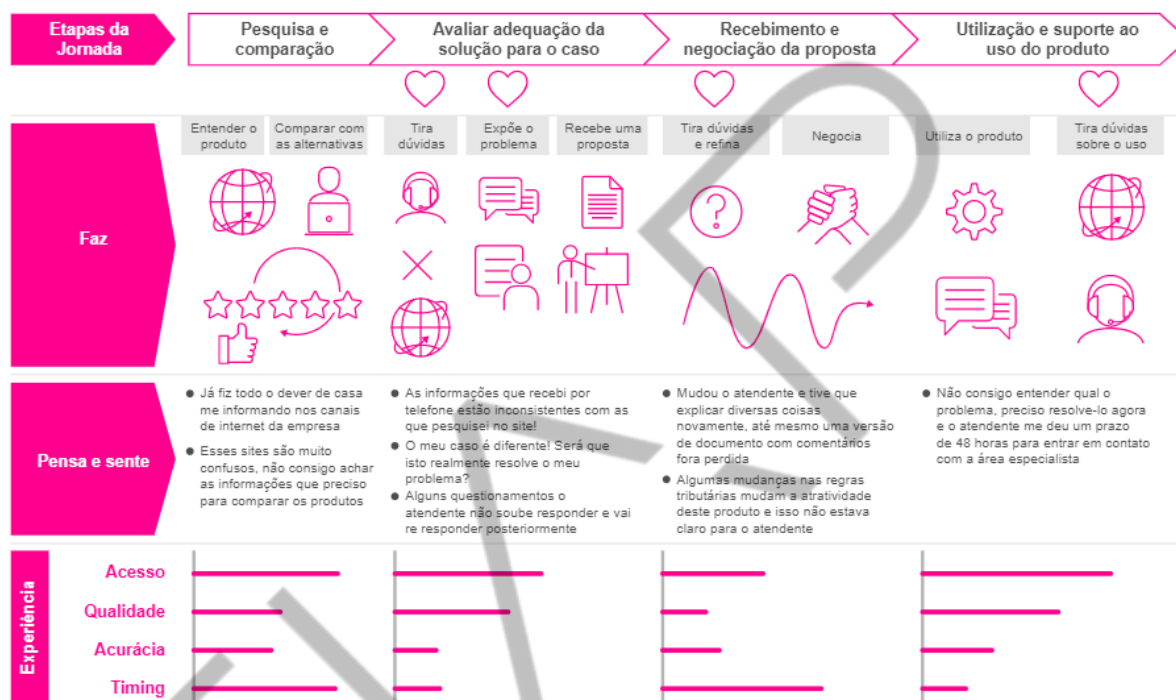 Etapas da
Jornada
Pesquisa e
comparação
Avaliar adequação da
solução para o caso
Recebimento e
negociação da proposta
Utilização e suporte ao
uso do produto
Faz
Entender o
produto
Comparar com
as alternativas
Tira
dúvidas
Expõe o
problema
Recebe uma
proposta
Tira dúvidas
e refina
Negocia
Utiliza o produto
Tira dúvidas
sobre o uso
?
Pensa e sente
● Já fiz todo o dever de casa
me informando nos canais
de internet da empresa
● Esses sites são muito
confusos, não consigo achar
as informações que preciso
para comparar os produtos
● As informações que recebi por
telefone estão inconsistentes com as
que pesquisei no site!
● O meu caso é diferente! Será que
isto realmente resolve o meu
problema?
● Alguns questionamentos o
atendente não soube responder e vai
re responder posteriormente
● Mudou o atendente e tive que
explicar diversas coisas
novamente, até mesmo uma versão
de documento com comentários
fora perdida
● Algumas mudanças nas regras
tributárias mudam a atratividade
deste produto e isso não estava
claro para o atendente
● Não consigo entender qual o
problema, preciso resolve-lo agora
e o atendente me deu um prazo
de 48 horas para entrar em contato
com a área especialista
Experiência
Acesso
Qualidade
Acurácia
Timing